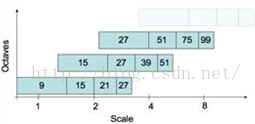 27 51 75 99
15 27 39 51
9 15 21 27
1 2 4 8
Octaves
Scale
http://blog.csdn.net/